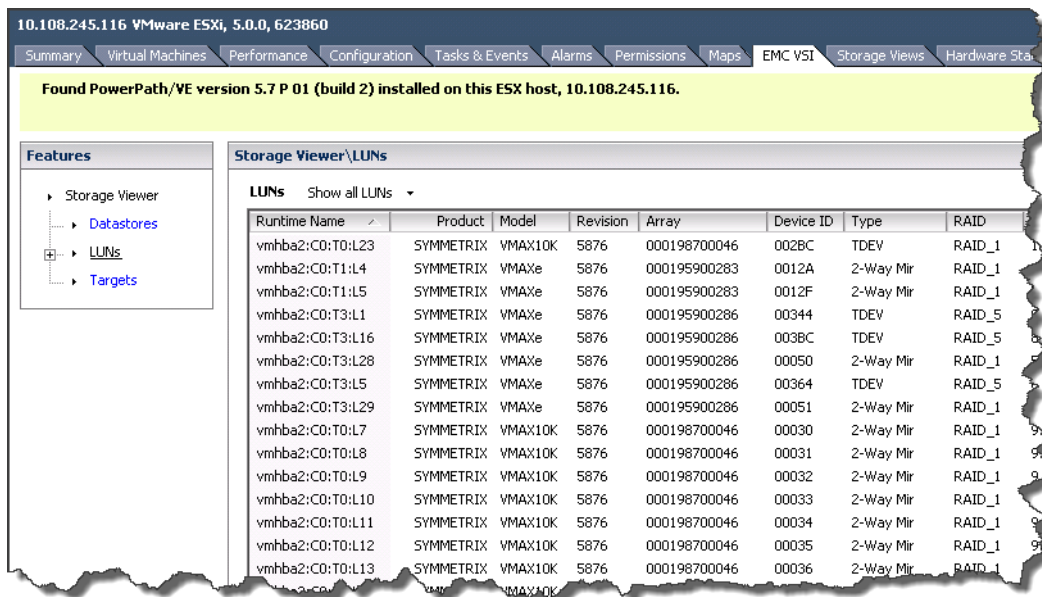 10.108.245.116 VMware ESXi, 5.0.0, 623860
Summary Virtual Machines Performance Configuration Tasks & Events Alarms Permissions Maps EMC VSI Storage Views Hardware
Found PowerPath/VE version 5.7 P 01 (build 2) installed on this ESX host, 10.108.245.116.
Features
Storage Viewer
Datastores
LUNs
Targets
Storage Viewer\LUNs
LUNs Show all LUNs
Runtime Name Product Model Revision Array Device ID Type RAID
vmhba2:C0:T0:L23 SYMMETRIX VMAX10K 5876 000198700046 002BC TDEV RAID_1
vmhba2:C0:T1:L4 SYMMETRIX VMAXe 5876 000195900283 0012A 2-Way Mir RAID_1
vmhba2:C0:T1:L5 SYMMETRIX VMAXe 5876 000195900283 0012F 2-Way Mir RAID_1
vmhba2:C0:T3:L1 SYMMETRIX VMAXe 5876 000195900286 00344 TDEV RAID_5
vmhba2:C0:T3:L16 SYMMETRIX VMAXe 5876 000195900286 003BC TDEV RAID_5
vmhba2:C0:T3:L28 SYMMETRIX VMAXe 5876 000195900286 00050 2-Way Mir RAID_1
vmhba2:C0:T3:L5 SYMMETRIX VMAXe 5876 000195900286 00364 TDEV RAID_5
vmhba2:C0:T3:L29 SYMMETRIX VMAXe 5876 000195900286 00051 2-Way Mir RAID_1
vmhba2:C0:T0:L7 SYMMETRIX VMAX10K 5876 000198700046 00030 2-Way Mir RAID_1
vmhba2:C0:T0:L8 SYMMETRIX VMAX10K 5876 000198700046 00031 2-Way Mir RAID_1
vmhba2:C0:T0:L9 SYMMETRIX VMAX10K 5876 000198700046 00032 2-Way Mir RAID_1
vmhba2:C0:T0:L10 SYMMETRIX VMAX10K 5876 000198700046 00033 2-Way Mir RAID_1
vmhba2:C0:T0:L11 SYMMETRIX VMAX10K 5876 000198700046 00034 2-Way Mir RAID_1
vmhba2:C0:T0:L12 SYMMETRIX VMAX10K 5876 000198700046 00035 2-Way Mir RAID_1
vmhba2:C0:T0:L13 SYMMETRIX VMAX10K 5876 000198700046 00036 2-Way Mir RAID_1